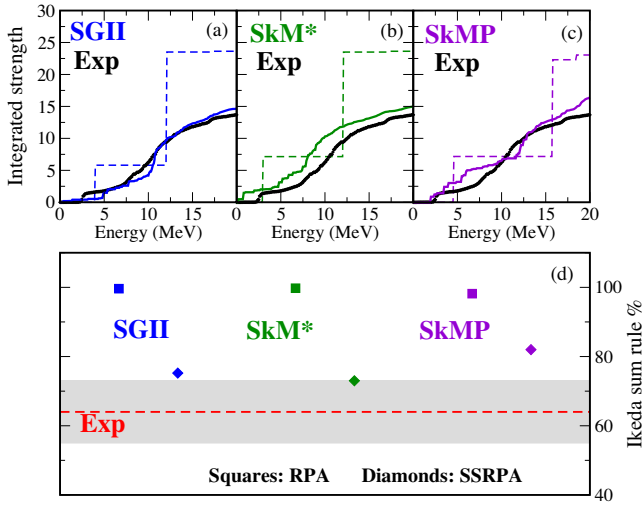 SGII
Exp
(a)
SkM*
Exp
(b)
SkMP
Exp
(c)
Integrated strength
30
25
20
15
10
5
0
0 5 10 15
0 5 10 15
0 5 10 15 20
Energy (MeV) Energy (MeV) Energy (MeV)
(d)
SGII SkM* SkMP
Exp
Squares: RPA Diamonds: SSRPA
100
80
60
40
Ikeda sum rule %